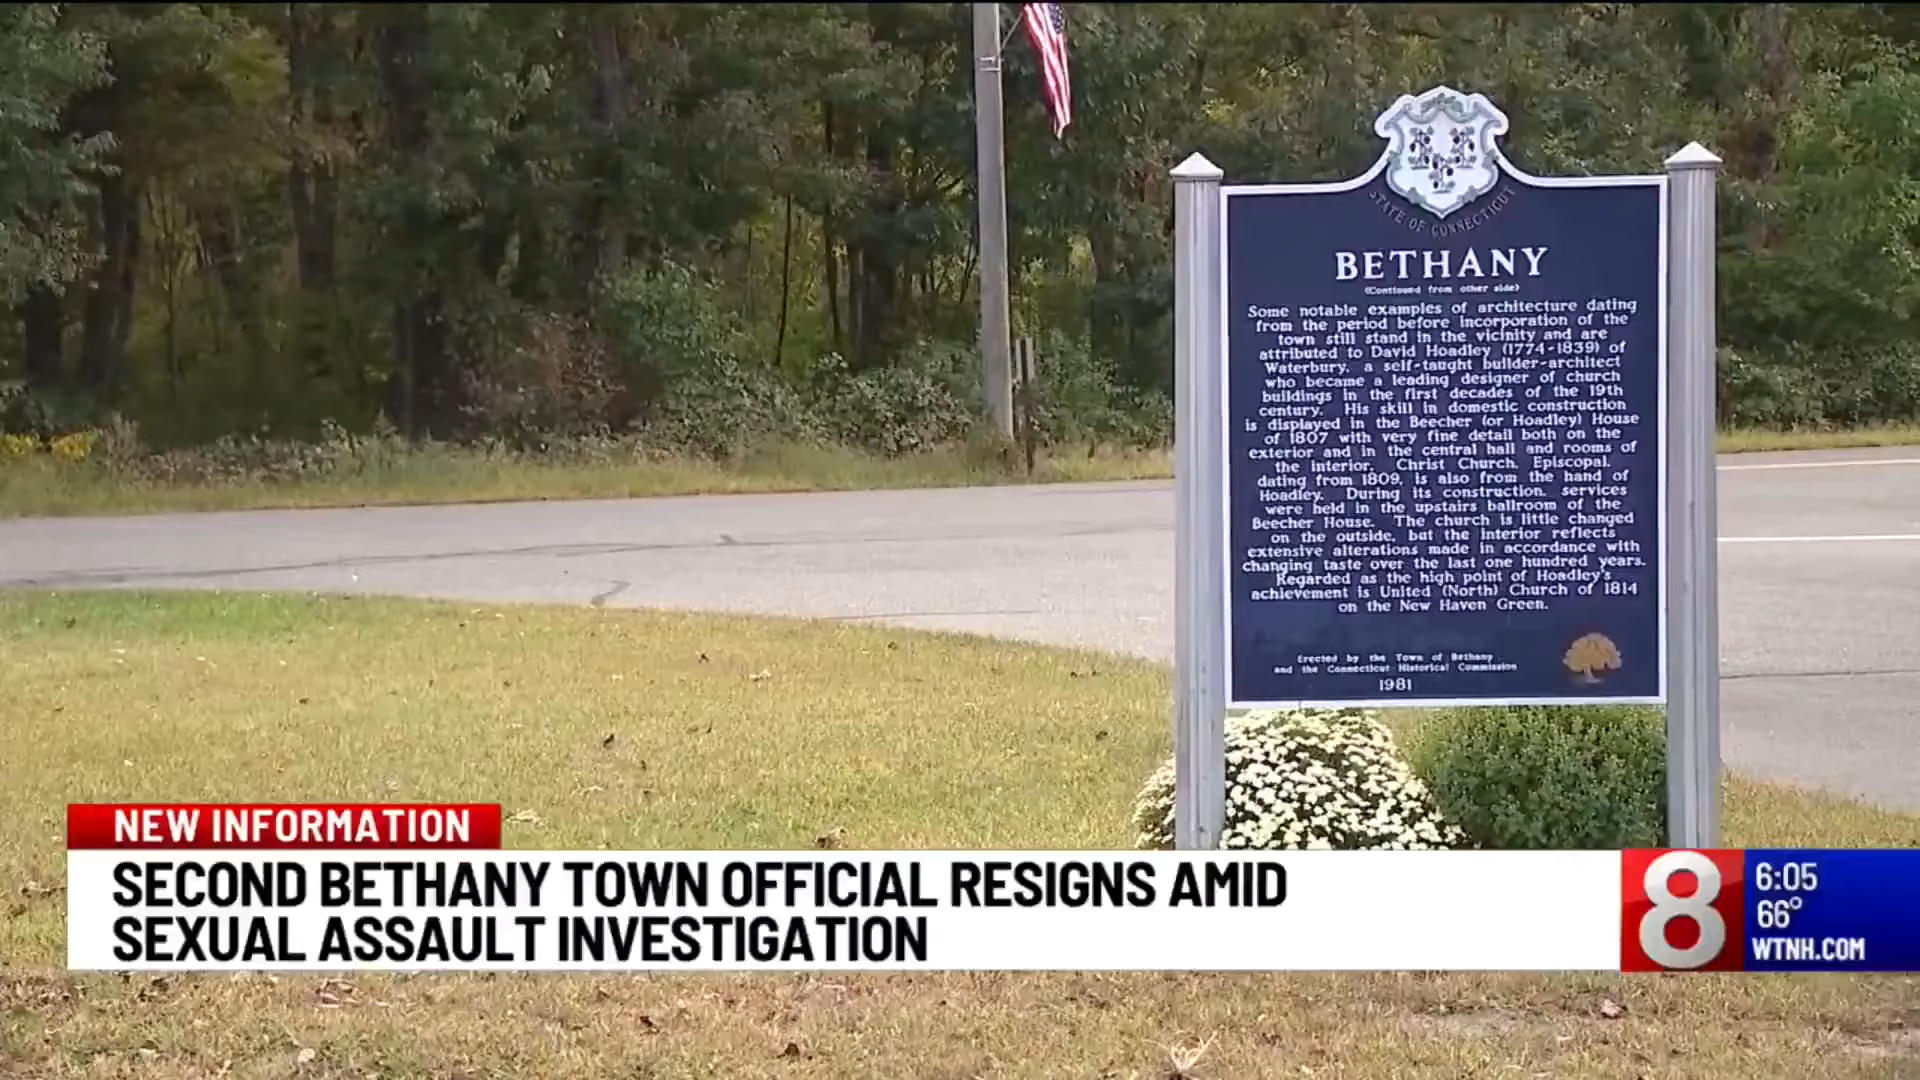 STATE OF CONNECTICUT
BETHANY
(Continued from other side)
Some notable examples of architecture dating
from the period before incorporation of the
town still stand in the vicinity and are
attributed to David Hoadley (1774-1839) of
Waterbury, a self-taught builder-architect
who became a leading designer of church
buildings in the first decades of the 19th
century. His skill in domestic construction
is displayed in the Beecher (or Hoadley) House
of 1807 with very fine detail both on the
exterior and in the central hall and rooms of
the interior. Christ Church, Episcopal,
dating from 1809, is also from the hand of
Hoadley. During its construction, services
were held in the upstairs ballroom of the
Beecher House. The church is little changed
on the outside, but the interior reflects
extensive alterations made in accordance with
changing taste over the last one hundred years.
Regarded as the high point of Hoadley's
achievement is United (North) Church of 1814
on the New Haven Green.
Erected by the Town of Bethany
and the Connecticut Historical Commission
1981
NEW INFORMATION
SECOND BETHANY TOWN OFFICIAL RESIGNS AMID
SEXUAL ASSAULT INVESTIGATION
8
6:05
66°
WTNH.COM